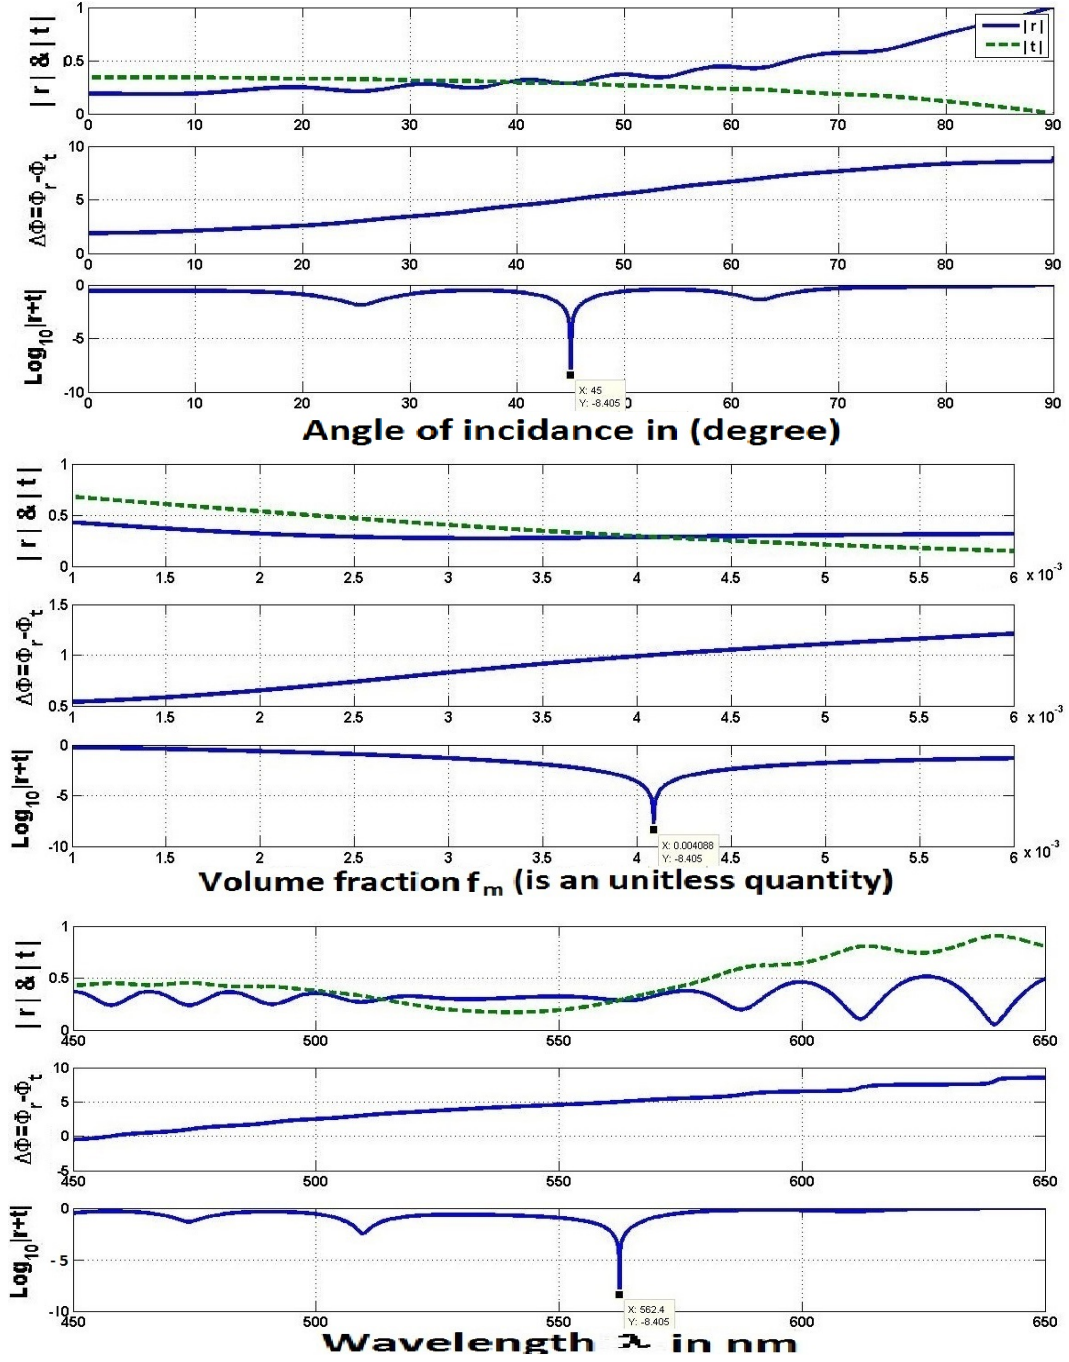 | r | & | t |
1
0.5
0
| r |
| t |
0 10 20 30 40 50 60 70 80 90
ΔΦ=Φr-Φt
10
5
0
0 10 20 30 40 50 60 70 80 90
Log10|r+t|
0
-5
-10
X: 45
Y: -8.405
0 10 20 30 40 50 60 70 80 90
Angle of incidance in (degree)
| r | & | t |
1
0.5
0
1 1.5 2 2.5 3 3.5 4 4.5 5 5.5 6 x 10-3
ΔΦ=Φr-Φt
1.5
1
0.5
1 1.5 2 2.5 3 3.5 4 4.5 5 5.5 6 x 10-3
Log10|r+t|
0
-5
-10
X: 0.004088
Y: -8.405
1 1.5 2 2.5 3 3.5 4 4.5 5 5.5 6 x 10-3
Volume fraction fm (is an unitless quantity)
| r | & | t |
1
0.5
0
450 500 550 600 650
ΔΦ=Φr-Φt
10
5
0
-5
450 500 550 600 650
Log10|r+t|
0
-5
-10
X: 562.4
Y: -8.405
450 500 550 600 650
Wavelength λ in nm